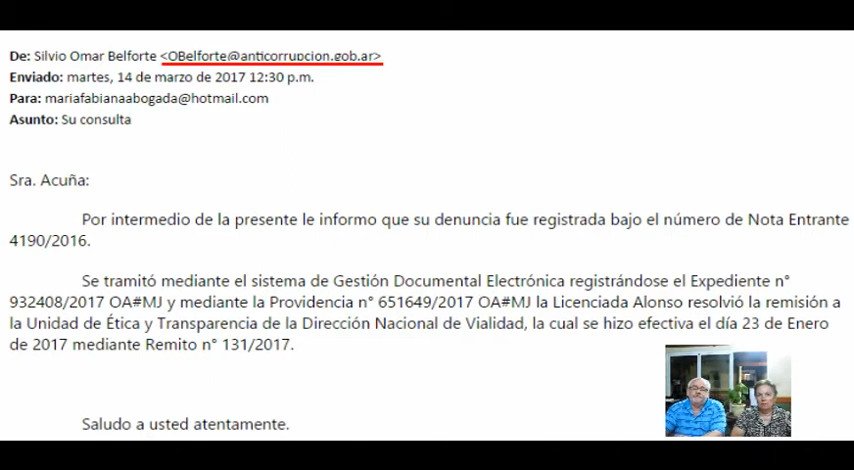 De: Silvio Omar Belforte <OBelforte@anticorrupcion.gob.ar>
Enviado: martes, 14 de marzo de 2017 12:30 p.m.
Para: mariafabianaabogada@hotmail.com
Asunto: Su consulta
Sra. Acuña:
Por intermedio de la presente le informo que su denuncia fue registrada bajo el número de Nota Entrante
4190/2016.
Se tramitó mediante el sistema de Gestión Documental Electrónica registrándose el Expediente n°
932408/2017 OA#MJ y mediante la Providencia n° 651649/2017 OA#MJ la Licenciada Alonso resolvió la remisión a
la Unidad de Ética y Transparencia de la Dirección Nacional de Vialidad, la cual se hizo efectiva el día 23 de Enero
de 2017 mediante Remito n° 131/2017.
Saludo a usted atentamente.